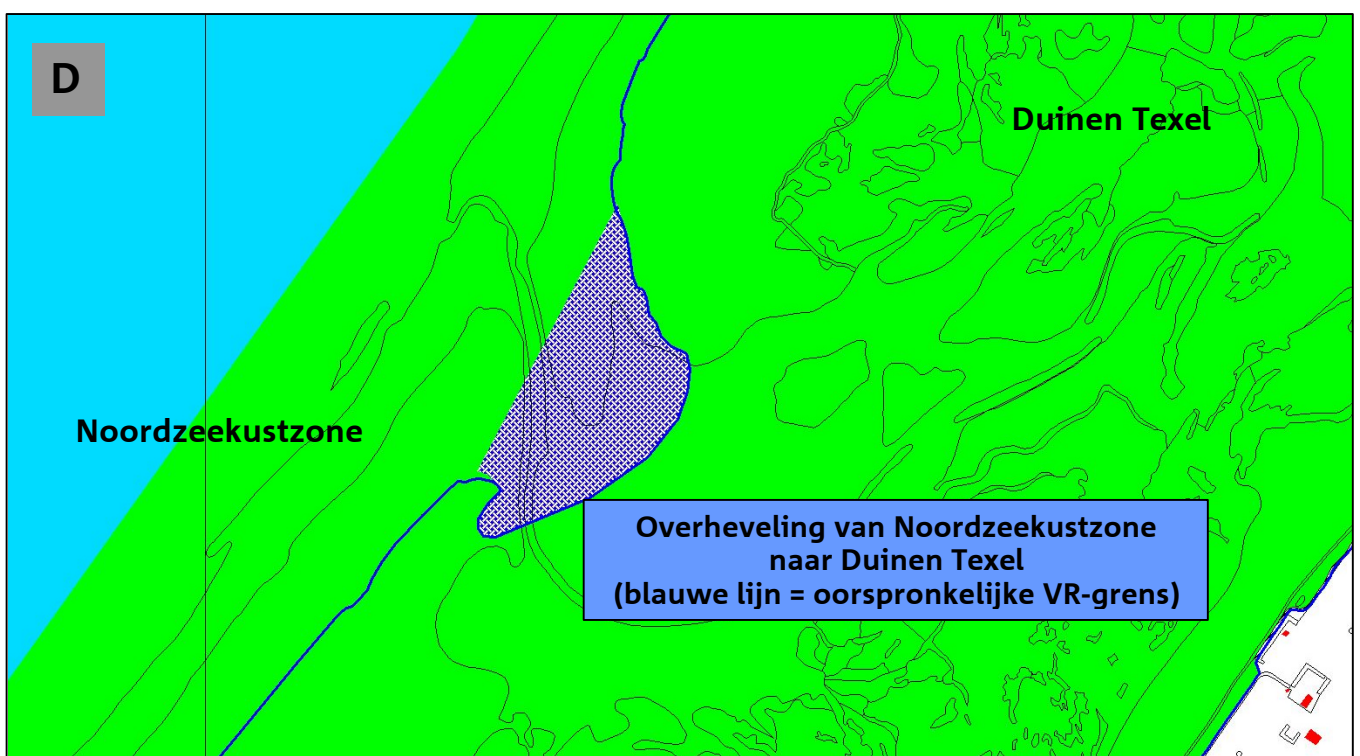 D
Duinen Texel
Noordzeekustzone
Overheveling van Noordzeekustzone
naar Duinen Texel
(blauwe lijn = oorspronkelijke VR-grens)